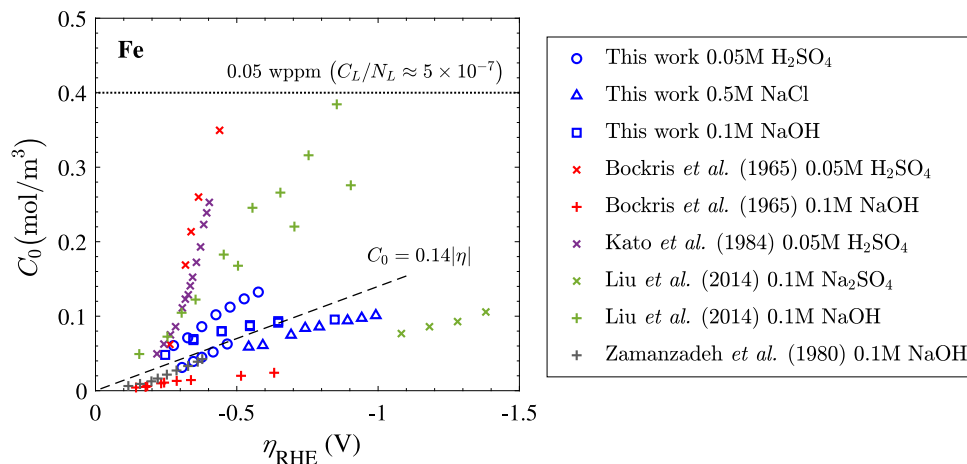 Fe
0.05 wppm (C_L/N_L ≈ 5 × 10⁻⁷)
C₀ = 0.14|η|
C₀ (mol/m³)
0.5
0.4
0.3
0.2
0.1
0
0 -0.5 -1 -1.5
η_RHE (V)
This work 0.05M H₂SO₄
This work 0.5M NaCl
This work 0.1M NaOH
Bockris et al. (1965) 0.05M H₂SO₄
Bockris et al. (1965) 0.1M NaOH
Kato et al. (1984) 0.05M H₂SO₄
Liu et al. (2014) 0.1M Na₂SO₄
Liu et al. (2014) 0.1M NaOH
Zamanzadeh et al. (1980) 0.1M NaOH